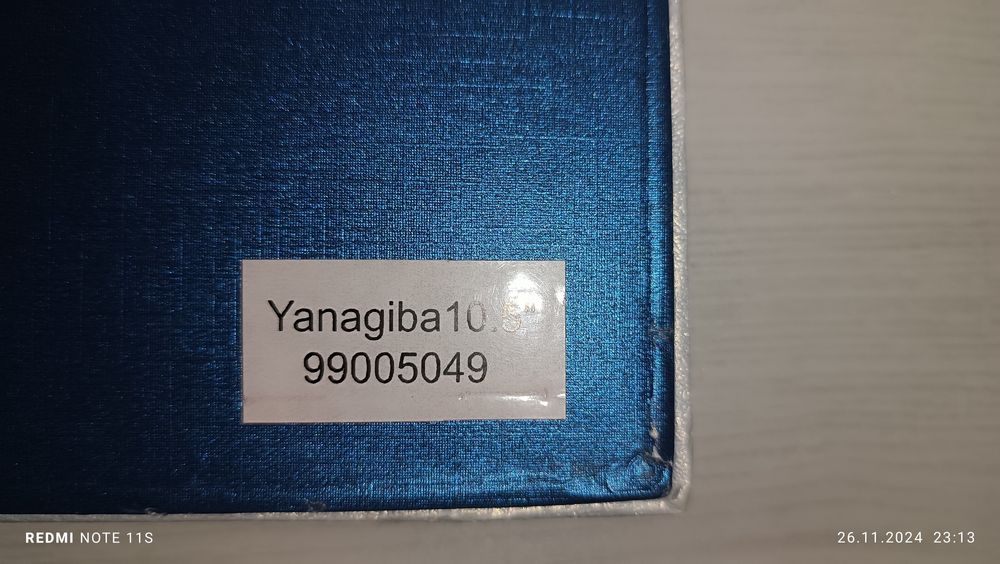 Yanagiba10.5"
99005049
REDMI NOTE 11S
26.11.2024 23:13